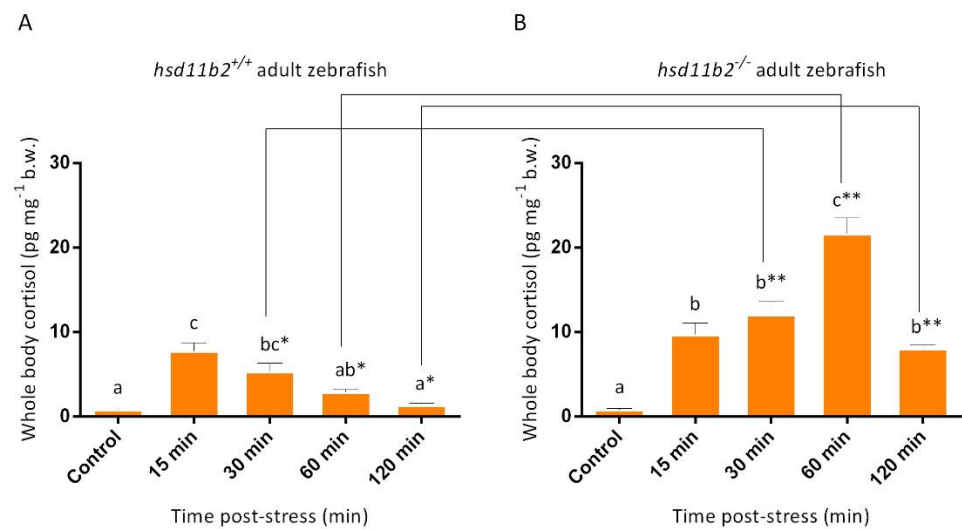 A
hsd11b2+/+ adult zebrafish
Whole body cortisol (pg mg-1 b.w.)
30
20
10
0
a
c
bc*
ab*
a*
Control
15 min
30 min
60 min
120 min
Time post-stress (min)
B
hsd11b2-/- adult zebrafish
Whole body cortisol (pg mg-1 b.w.)
30
20
10
0
a
b
b**
c**
b**
Control
15 min
30 min
60 min
120 min
Time post-stress (min)